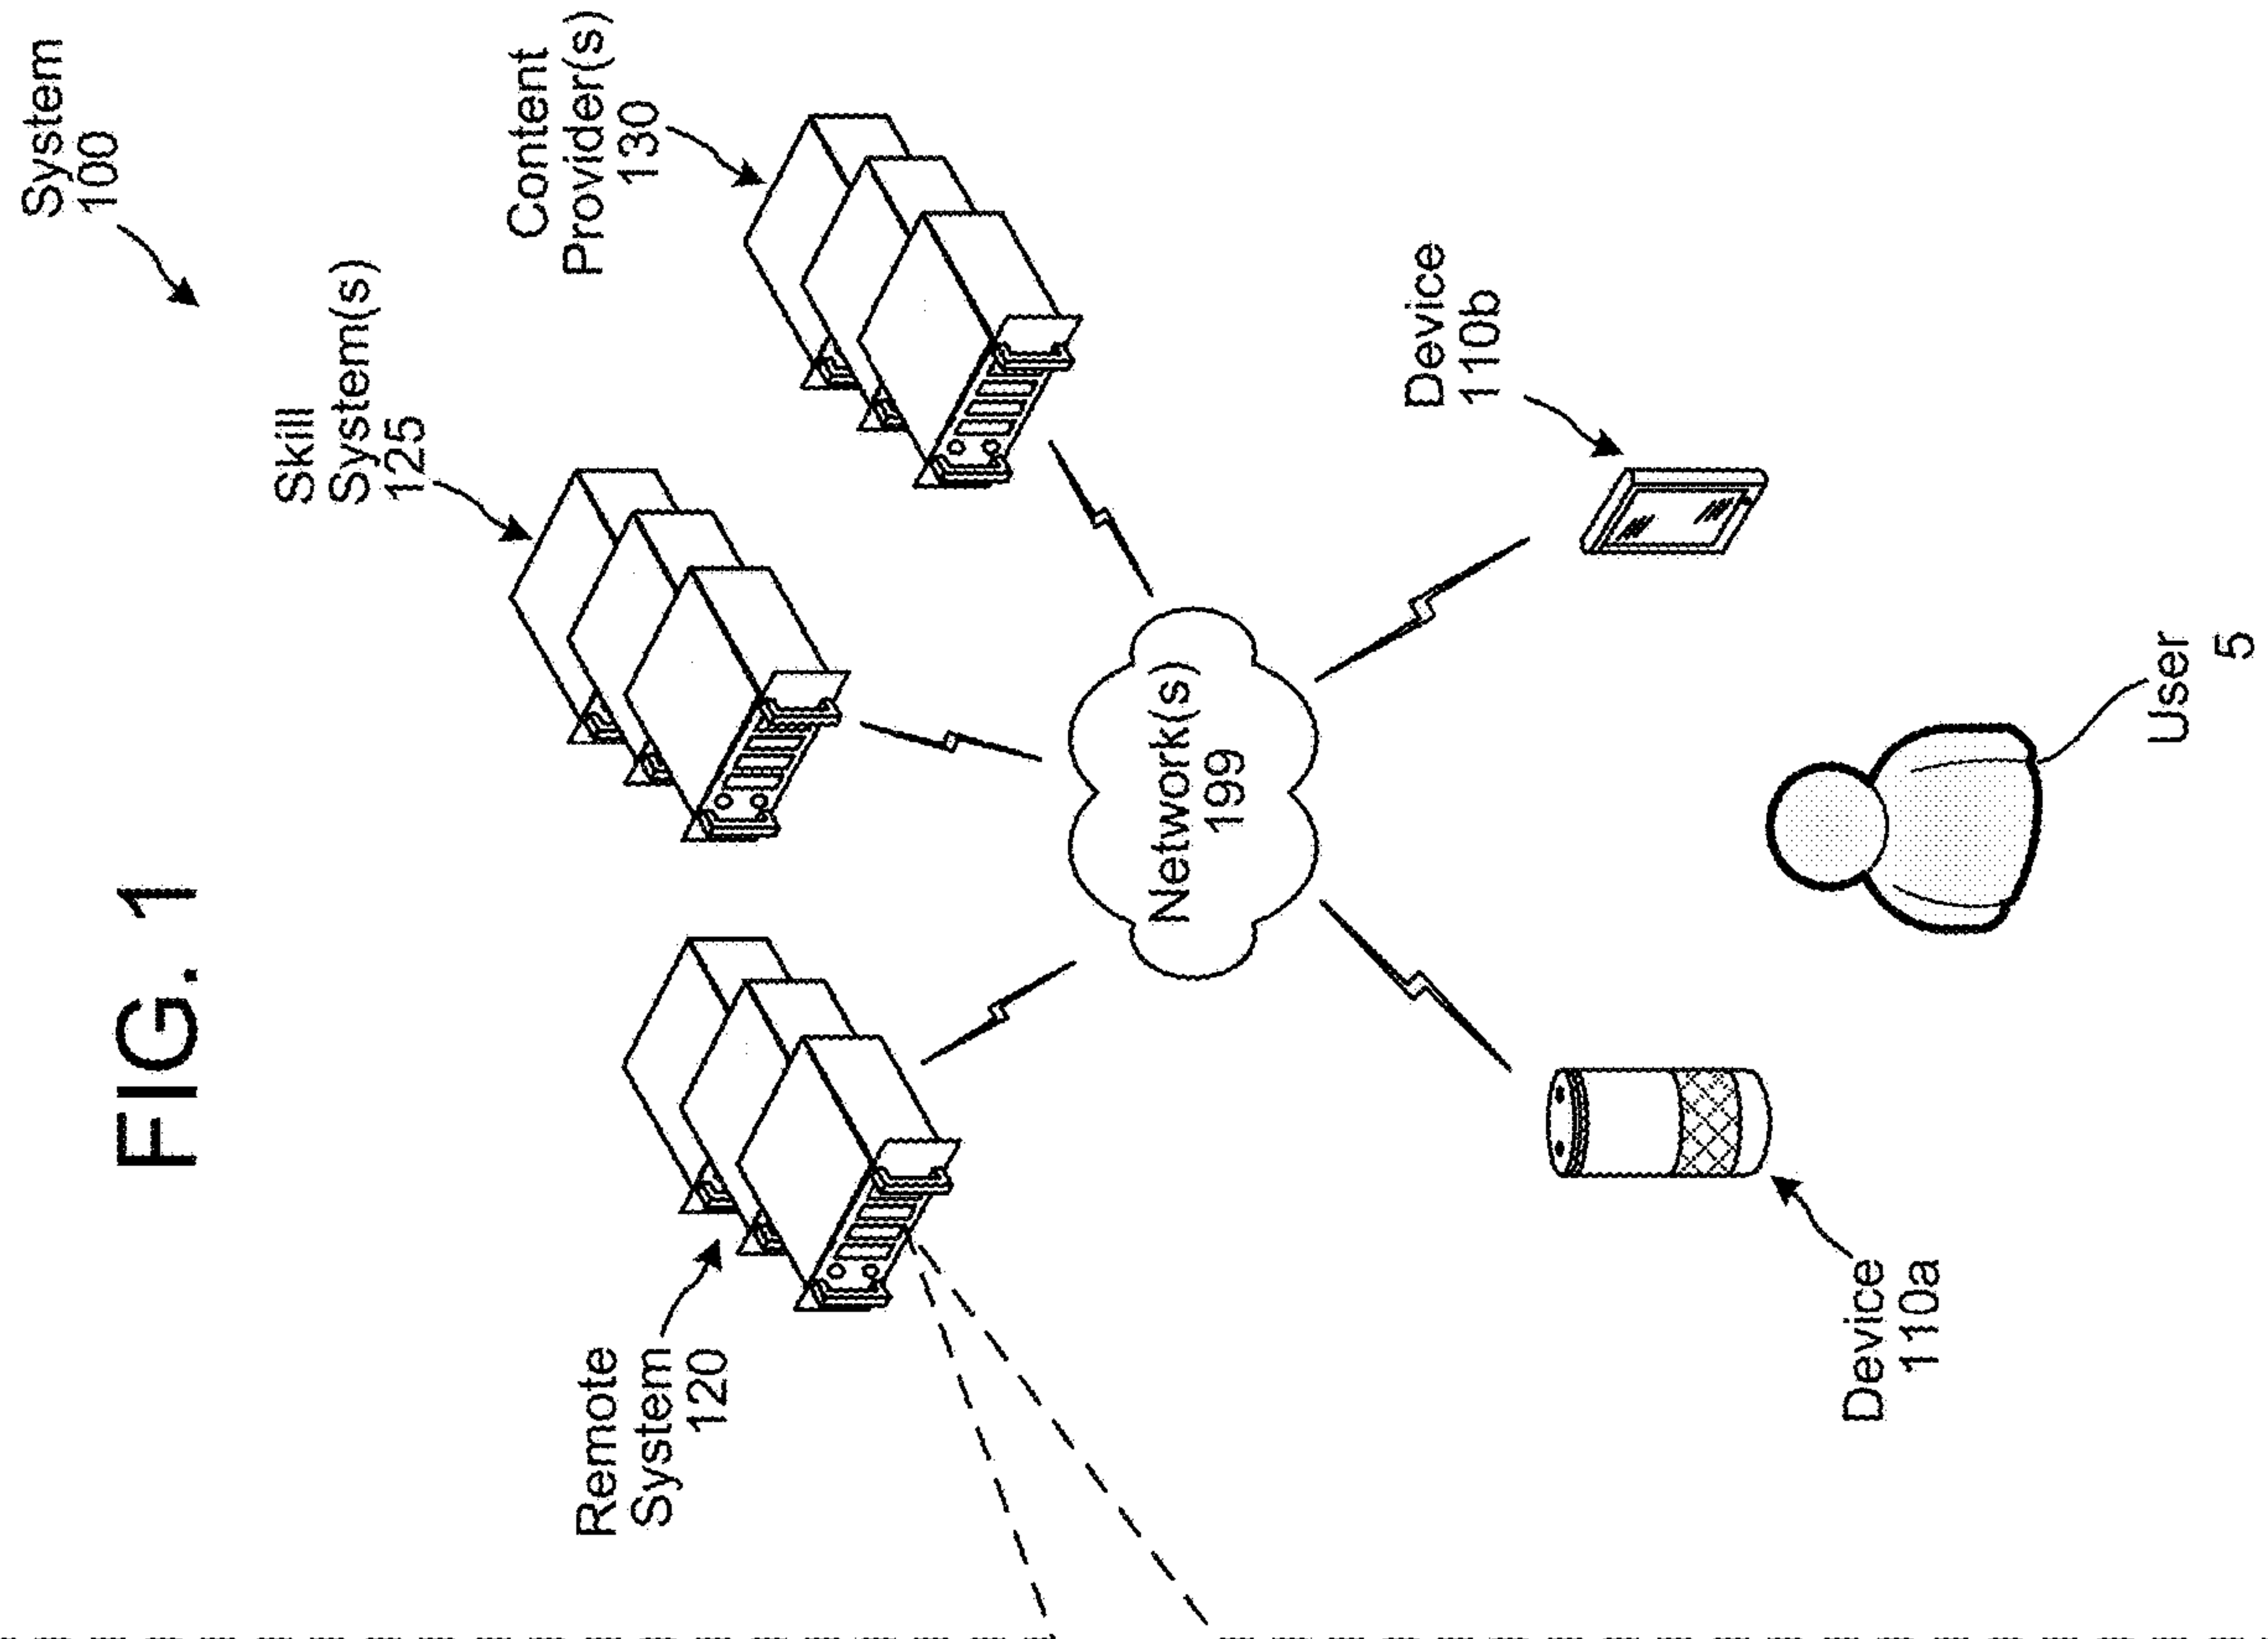 FIG. 1
System
100
Remote
System
120
Skill
System(s)
125
Content
Provider(s)
130
Network(s)
199
Device
110a
Device
110b
User
5